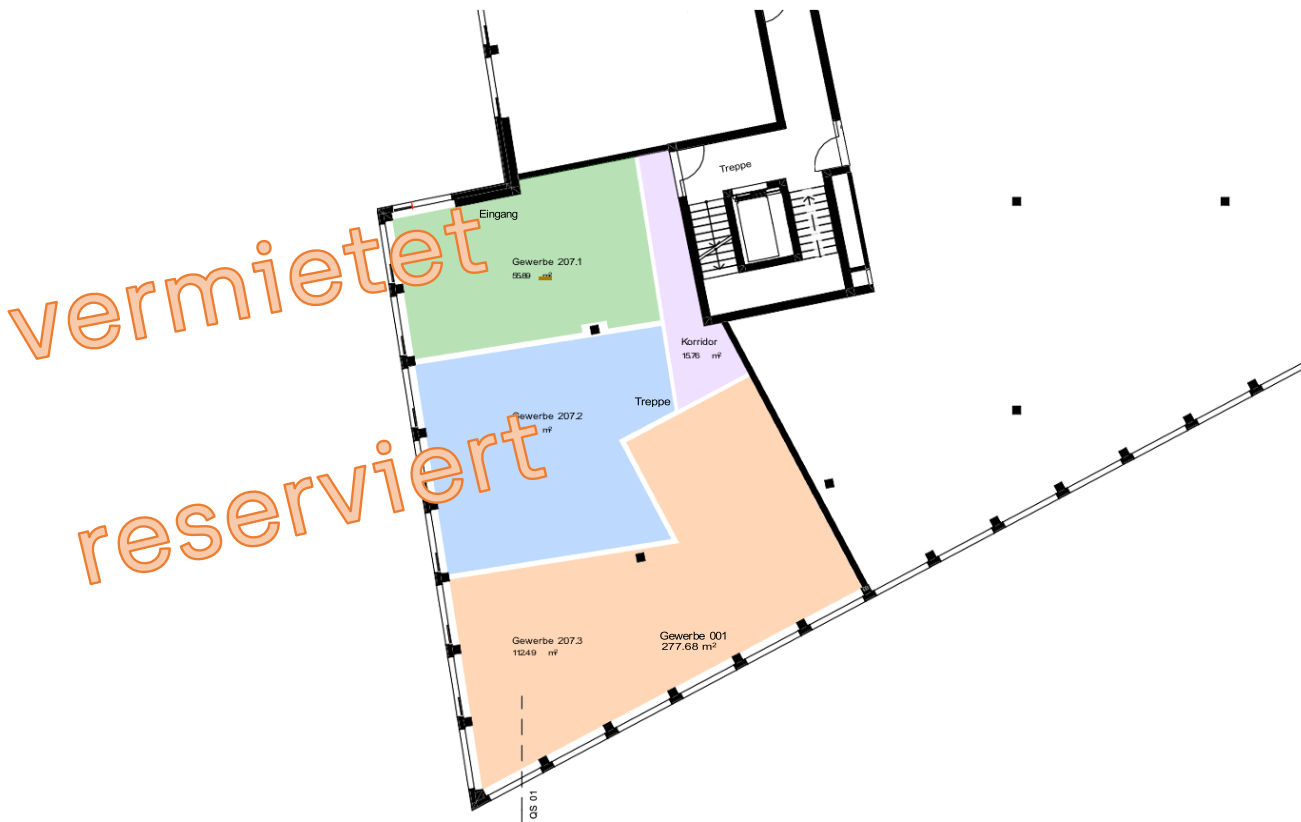 Treppe
Eingang
vermietet
Gewerbe 207.1
55.89 m²
Korridor
15.76 m²
Treppe
Gewerbe 207.2
m²
reserviert
Gewerbe 207.3
112.49 m²
Gewerbe 001
277.68 m²
QS 01